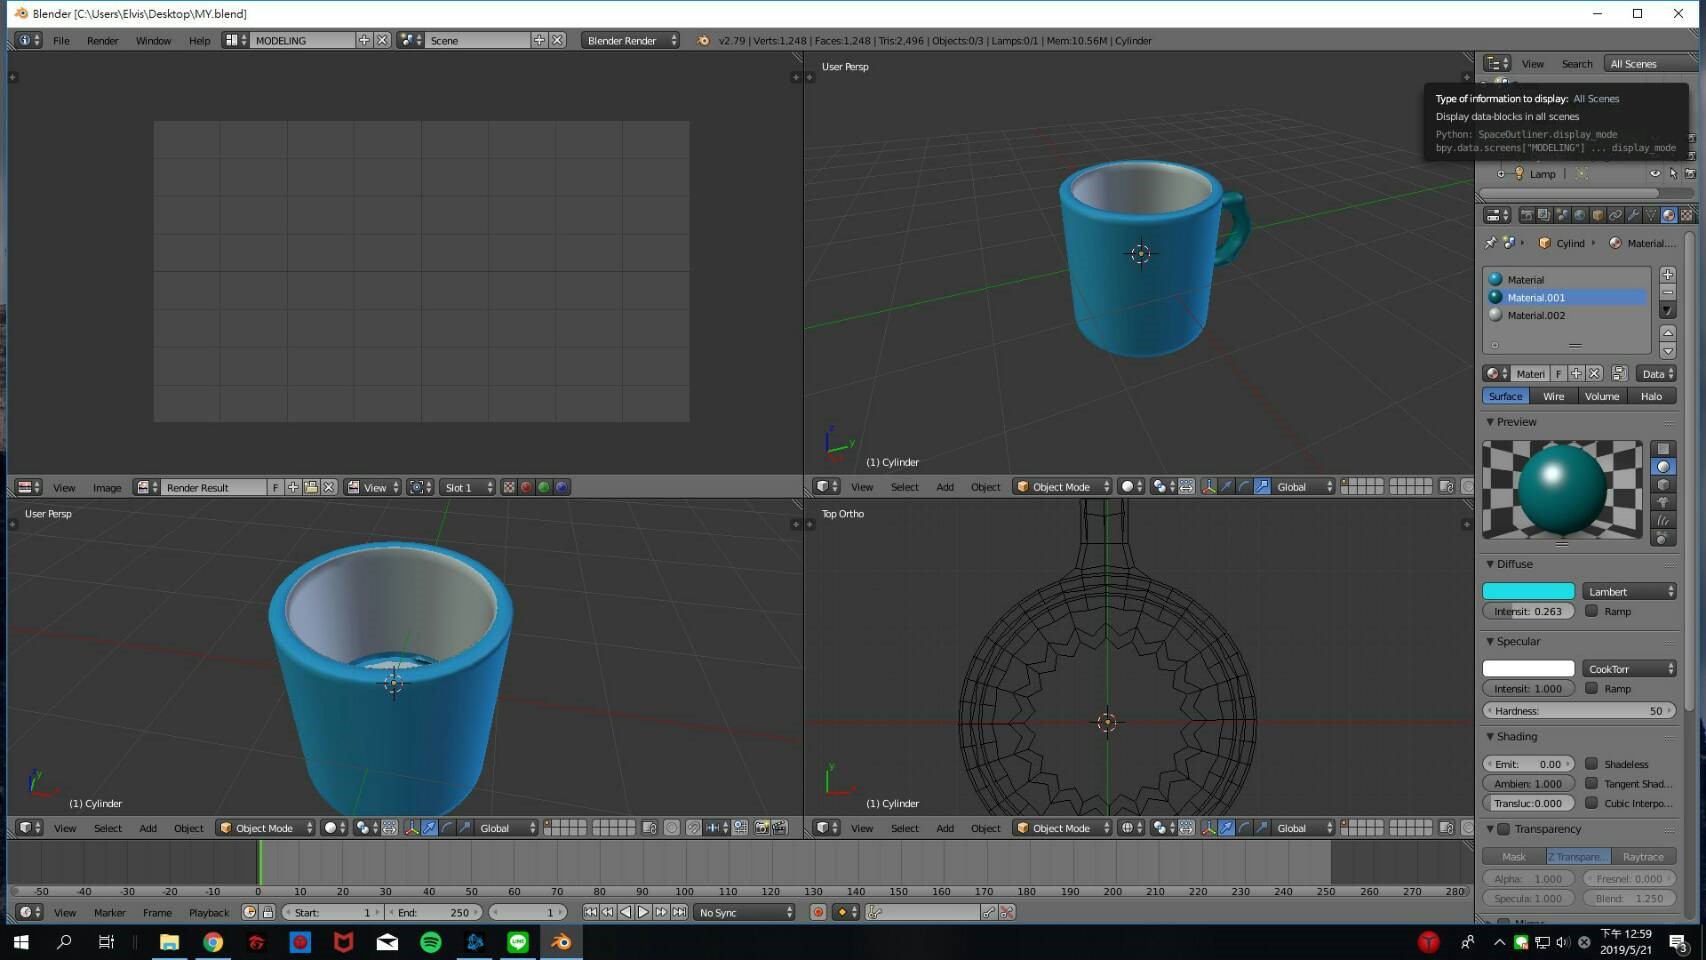 Blender [C:\Users\Elvis\Desktop\MY.blend]
File Render Window Help MODELING Scene Blender Render v2.79 | Verts:1,248 | Faces:1,248 | Tris:2,496 | Objects:0/3 | Lamps:0/1 | Mem:10.56M | Cylinder
User Persp
View Search All Scenes
Type of information to display: All Scenes
Display data-blocks in all scenes
Python: SpaceOutliner.display_mode
bpy.data.screens["MODELING"] ... display_mode
Lamp
Cylind Material....
Material
Material.001
Material.002
Materi F Data
Surface Wire Volume Halo
Preview
(1) Cylinder
View Image Render Result F View Slot 1
View Select Add Object Object Mode Global
User Persp
Top Ortho
Diffuse
Lambert
Intensit: 0.263 Ramp
Specular
CookTorr
Intensit: 1.000 Ramp
Hardness: 50
Shading
Emit: 0.00 Shadeless
Ambien: 1.000 Tangent Shad...
Transluc:0.000 Cubic Interpo...
Transparency
Mask Z Transpare... Raytrace
Alpha: 1.000 Fresnel: 0.000
Specula: 1.000 Blend: 1.250
z y
y
(1) Cylinder
(1) Cylinder
View Select Add Object Object Mode Global
View Select Add Object Object Mode Global
-50 -40 -30 -20 -10 0 10 20 30 40 50 60 70 80 90 100 110 120 130 140 150 160 170 180 190 200 210 220 230 240 250 260 270 280
View Marker Frame Playback Start: 1 End: 250 1 No Sync
下午 12:59
2019/5/21
3